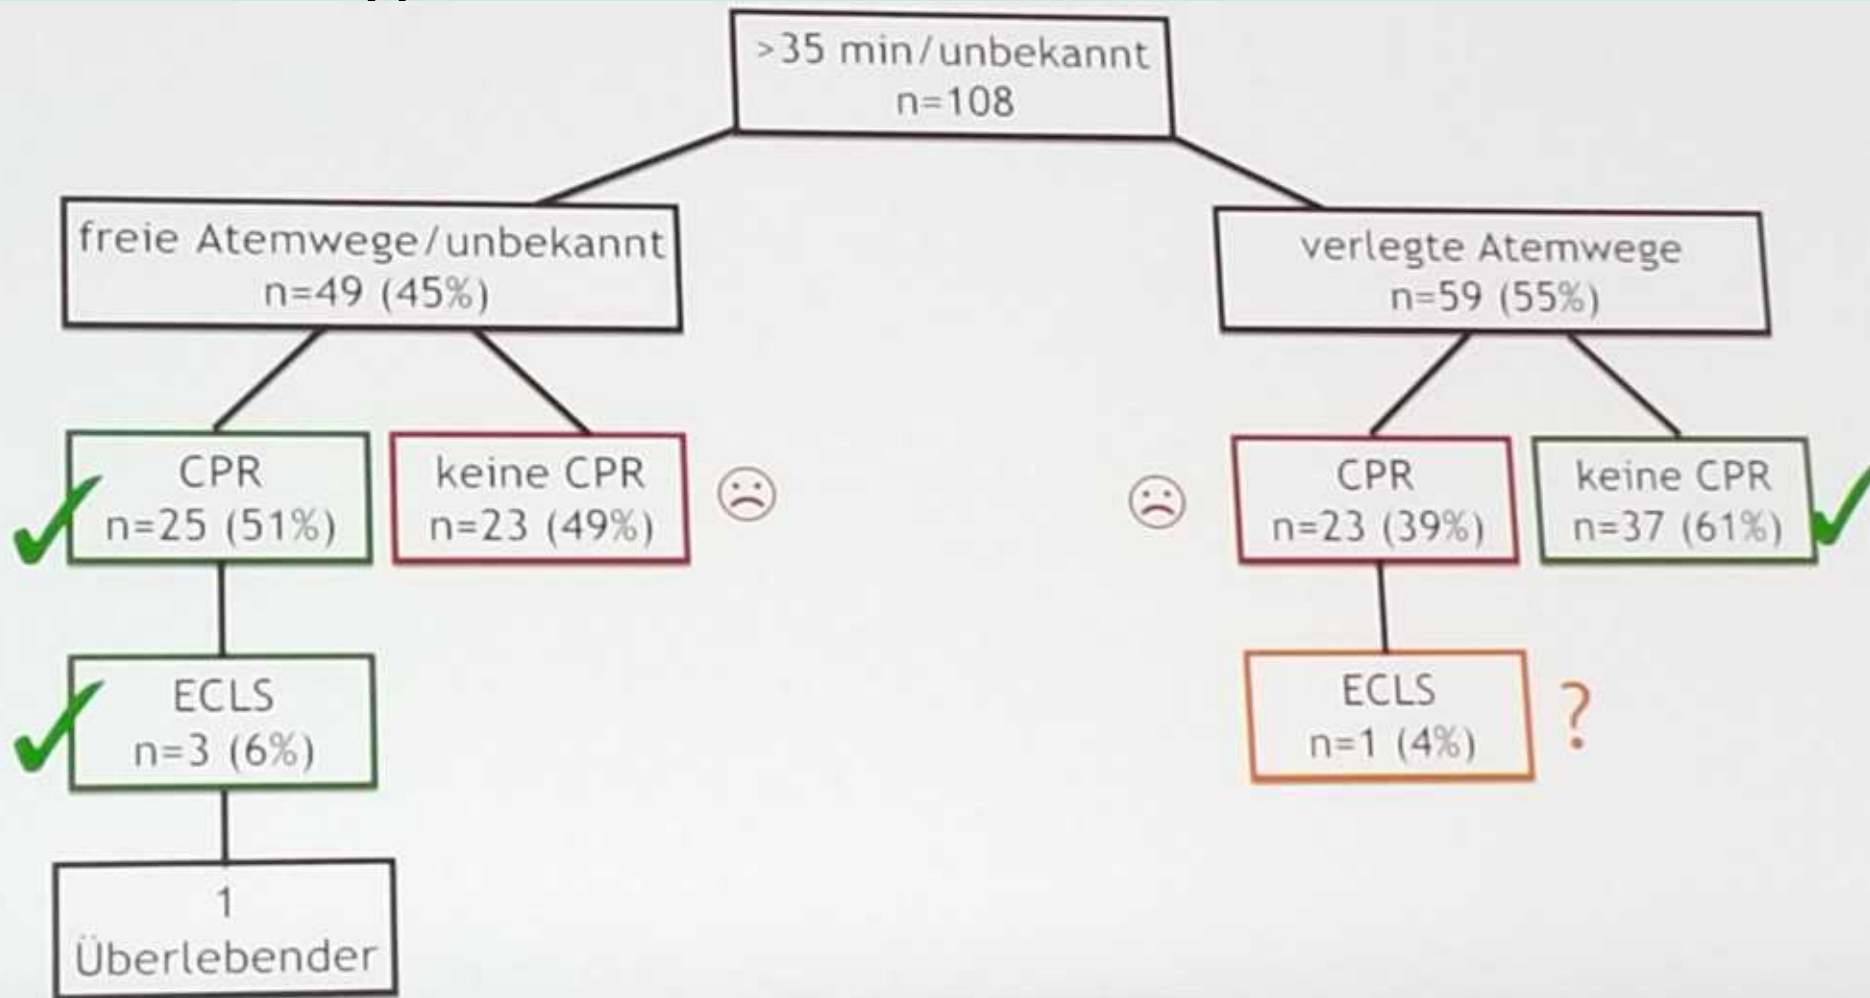 >35 min/unbekannt
n=108
freie Atemwege/unbekannt
n=49 (45%)
verlegte Atemwege
n=59 (55%)
CPR
n=25 (51%)
keine CPR
n=23 (49%)
CPR
n=23 (39%)
keine CPR
n=37 (61%)
ECLS
n=3 (6%)
ECLS
n=1 (4%)
?
1
Überlebender